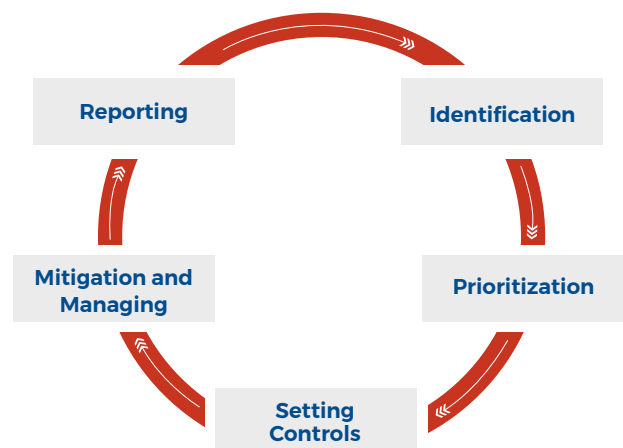 Reporting
Identification
Mitigation and
Managing
Prioritization
Setting
Controls